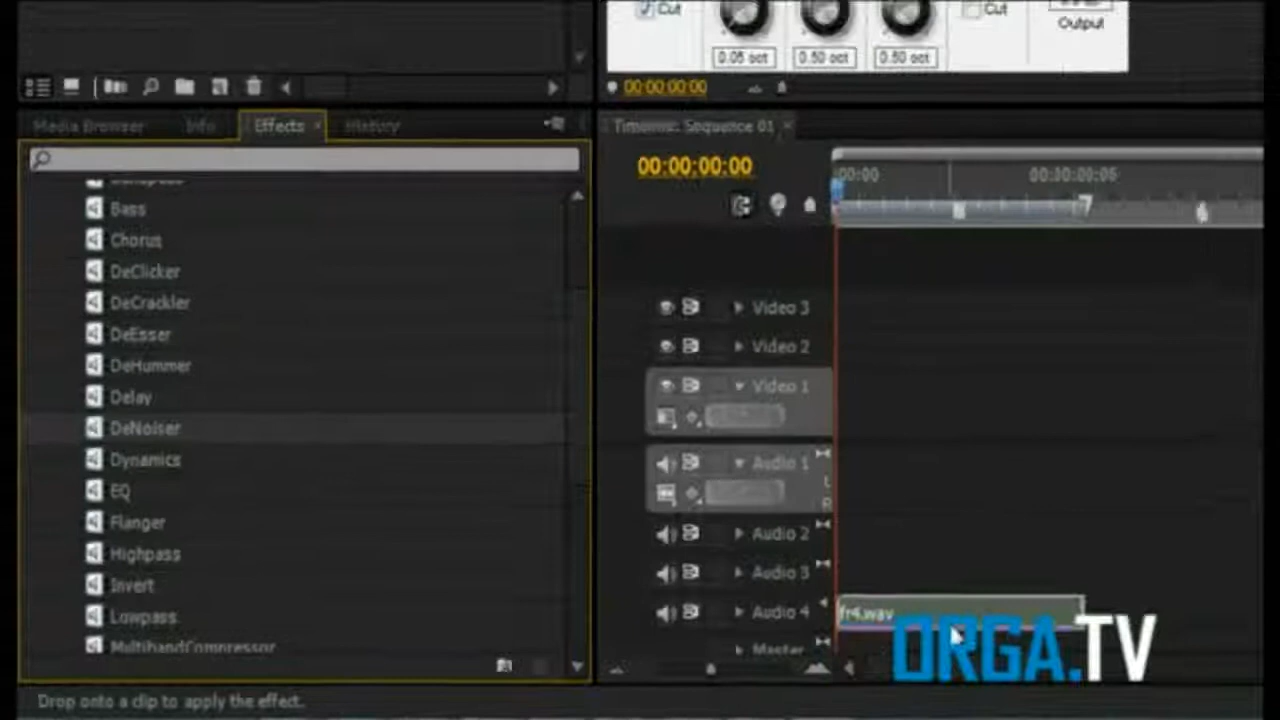 Cut
Cut
Output
0.05 oct
0.50 oct
0.50 oct
00:00:00:00
Media Browser
Info
Effects
History
Timeline: Sequence 01
00:00:00:00
:00:00
00:00:00:05
Bass
Chorus
DeClicker
DeCrackler
DeEsser
DeHummer
Delay
DeNoiser
Dynamics
EQ
Flanger
Highpass
Invert
Lowpass
MultibandCompressor
Video 3
Video 2
Video 1
Audio 1
L
R
Audio 2
Audio 3
Audio 4
fr4.wav
Master
ORGA.TV
Drop onto a clip to apply the effect.